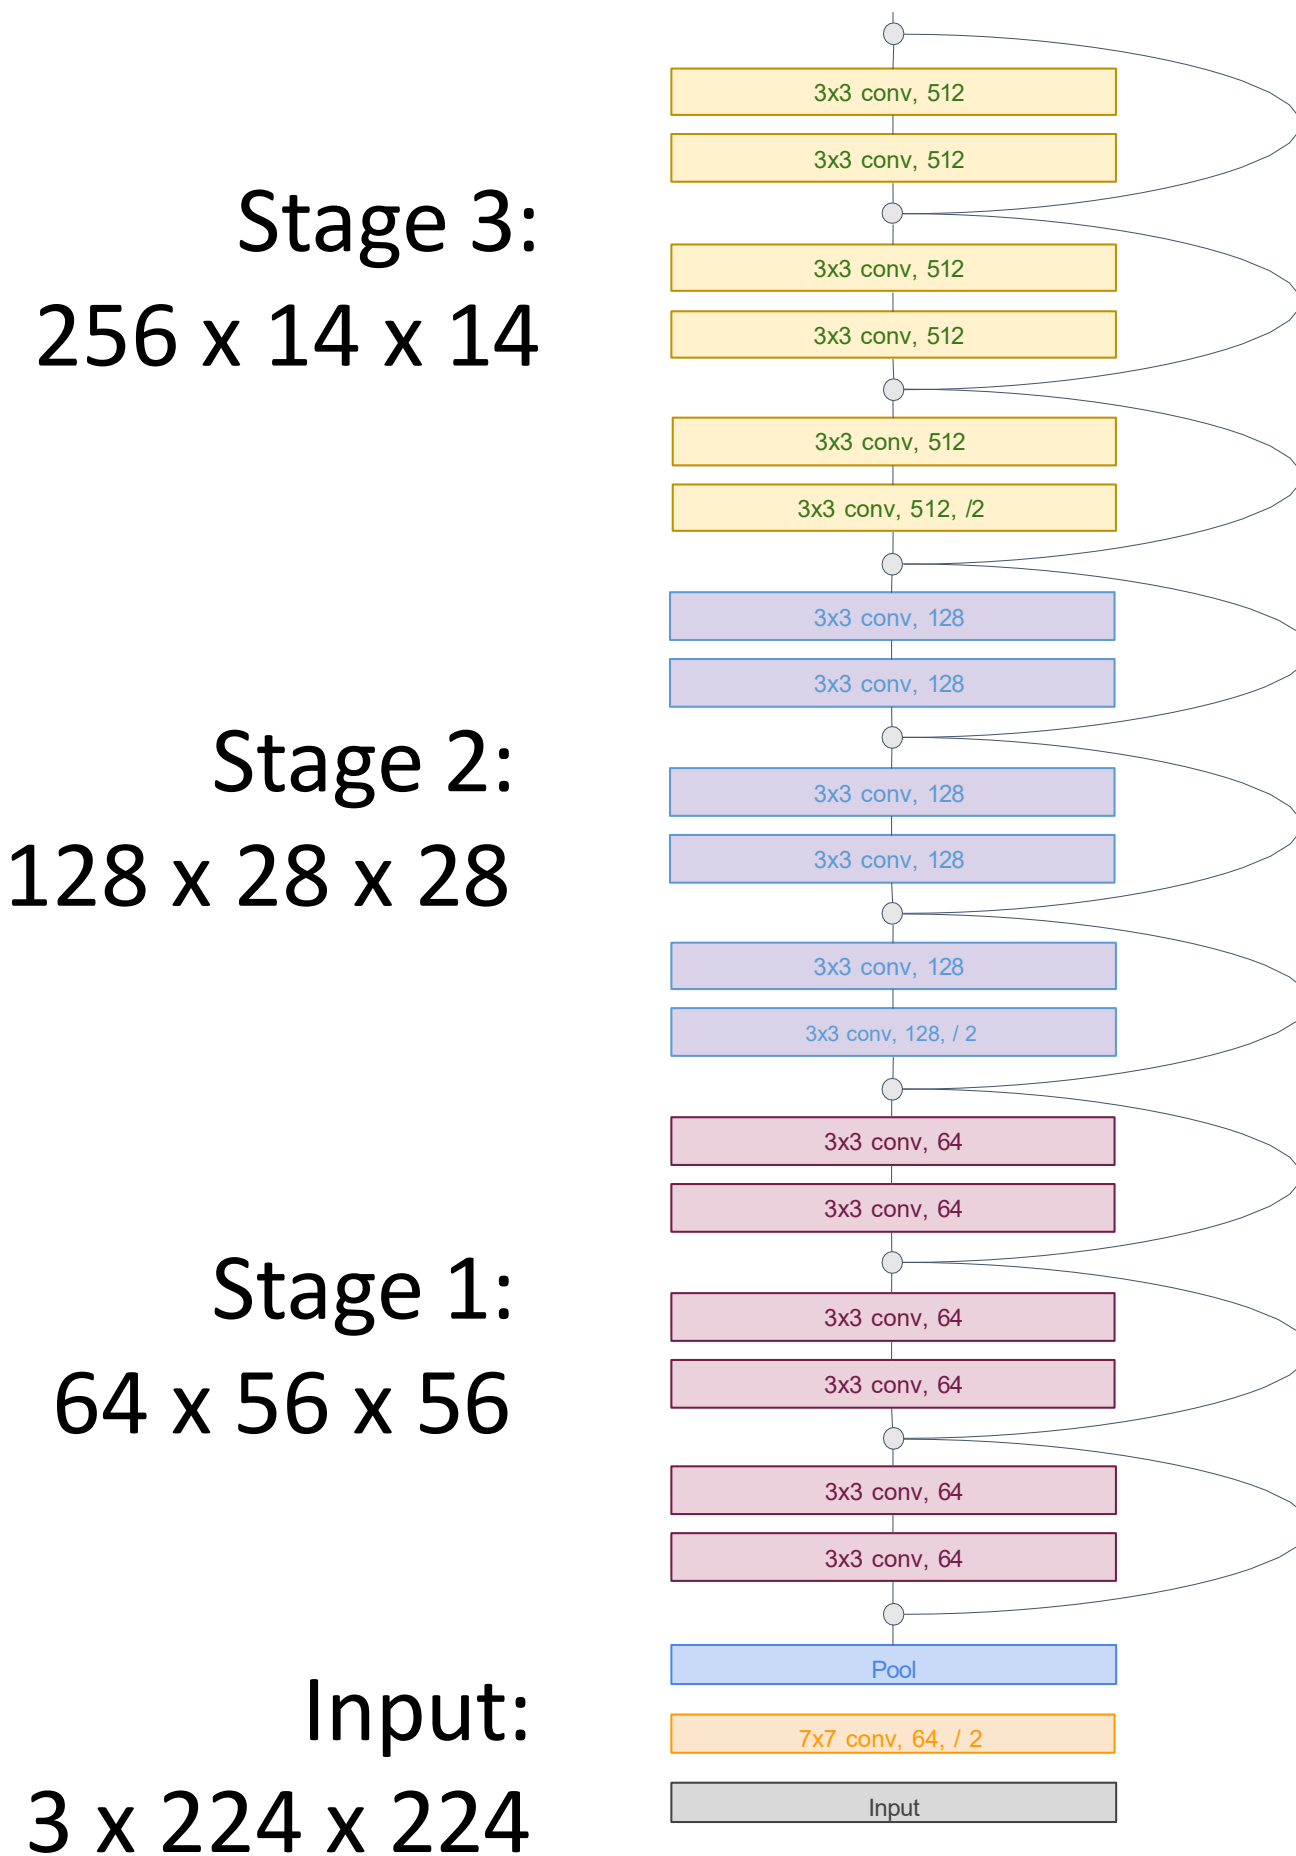 3x3 conv, 512
3x3 conv, 512
Stage 3:
256 x 14 x 14
3x3 conv, 512
3x3 conv, 512
3x3 conv, 512
3x3 conv, 512, /2
3x3 conv, 128
3x3 conv, 128
Stage 2:
128 x 28 x 28
3x3 conv, 128
3x3 conv, 128
3x3 conv, 128
3x3 conv, 128, / 2
3x3 conv, 64
3x3 conv, 64
Stage 1:
64 x 56 x 56
3x3 conv, 64
3x3 conv, 64
3x3 conv, 64
3x3 conv, 64
Input:
3 x 224 x 224
Pool
7x7 conv, 64, / 2
Input